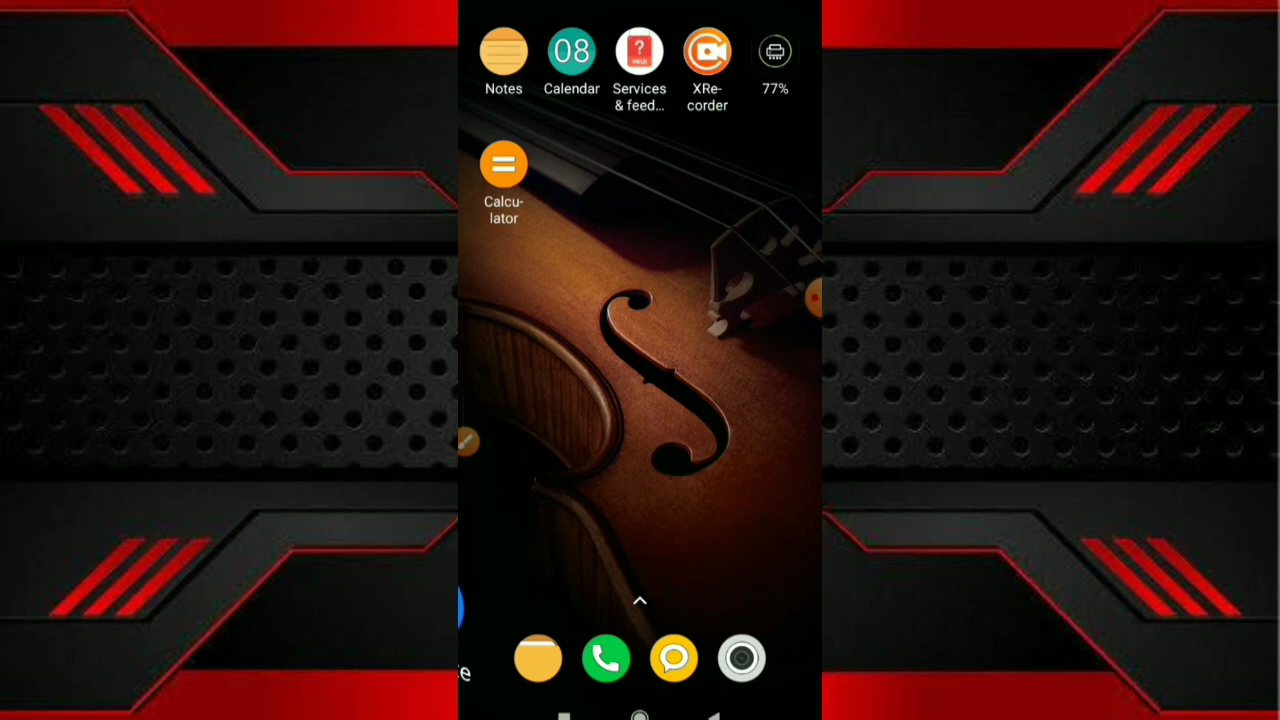 08
?
Notes
Calendar
Services
& feed...
XRe-
corder
77%
Calcu-
lator